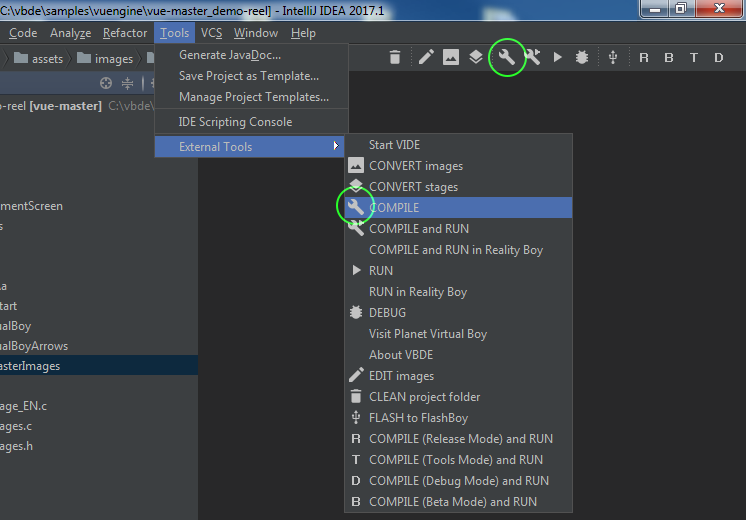 C:\vbde\samples\vuengine\vue-master_demo-reel] - IntelliJ IDEA 2017.1
Code Analyze Refactor Tools VCS Window Help
assets images
R B T D
o-reel [vue-master] C:\vbde\
Generate JavaDoc...
Save Project as Template...
Manage Project Templates...
IDE Scripting Console
External Tools
Start VIDE
CONVERT images
CONVERT stages
COMPILE
COMPILE and RUN
COMPILE and RUN in Reality Boy
RUN
RUN in Reality Boy
DEBUG
Visit Planet Virtual Boy
About VBDE
EDIT images
CLEAN project folder
FLASH to FlashBoy
R COMPILE (Release Mode) and RUN
T COMPILE (Tools Mode) and RUN
D COMPILE (Debug Mode) and RUN
B COMPILE (Beta Mode) and RUN
mentScreen
s
.a
tart
ualBoy
ualBoyArrows
asterImages
age_EN.c
ages.c
ages.h